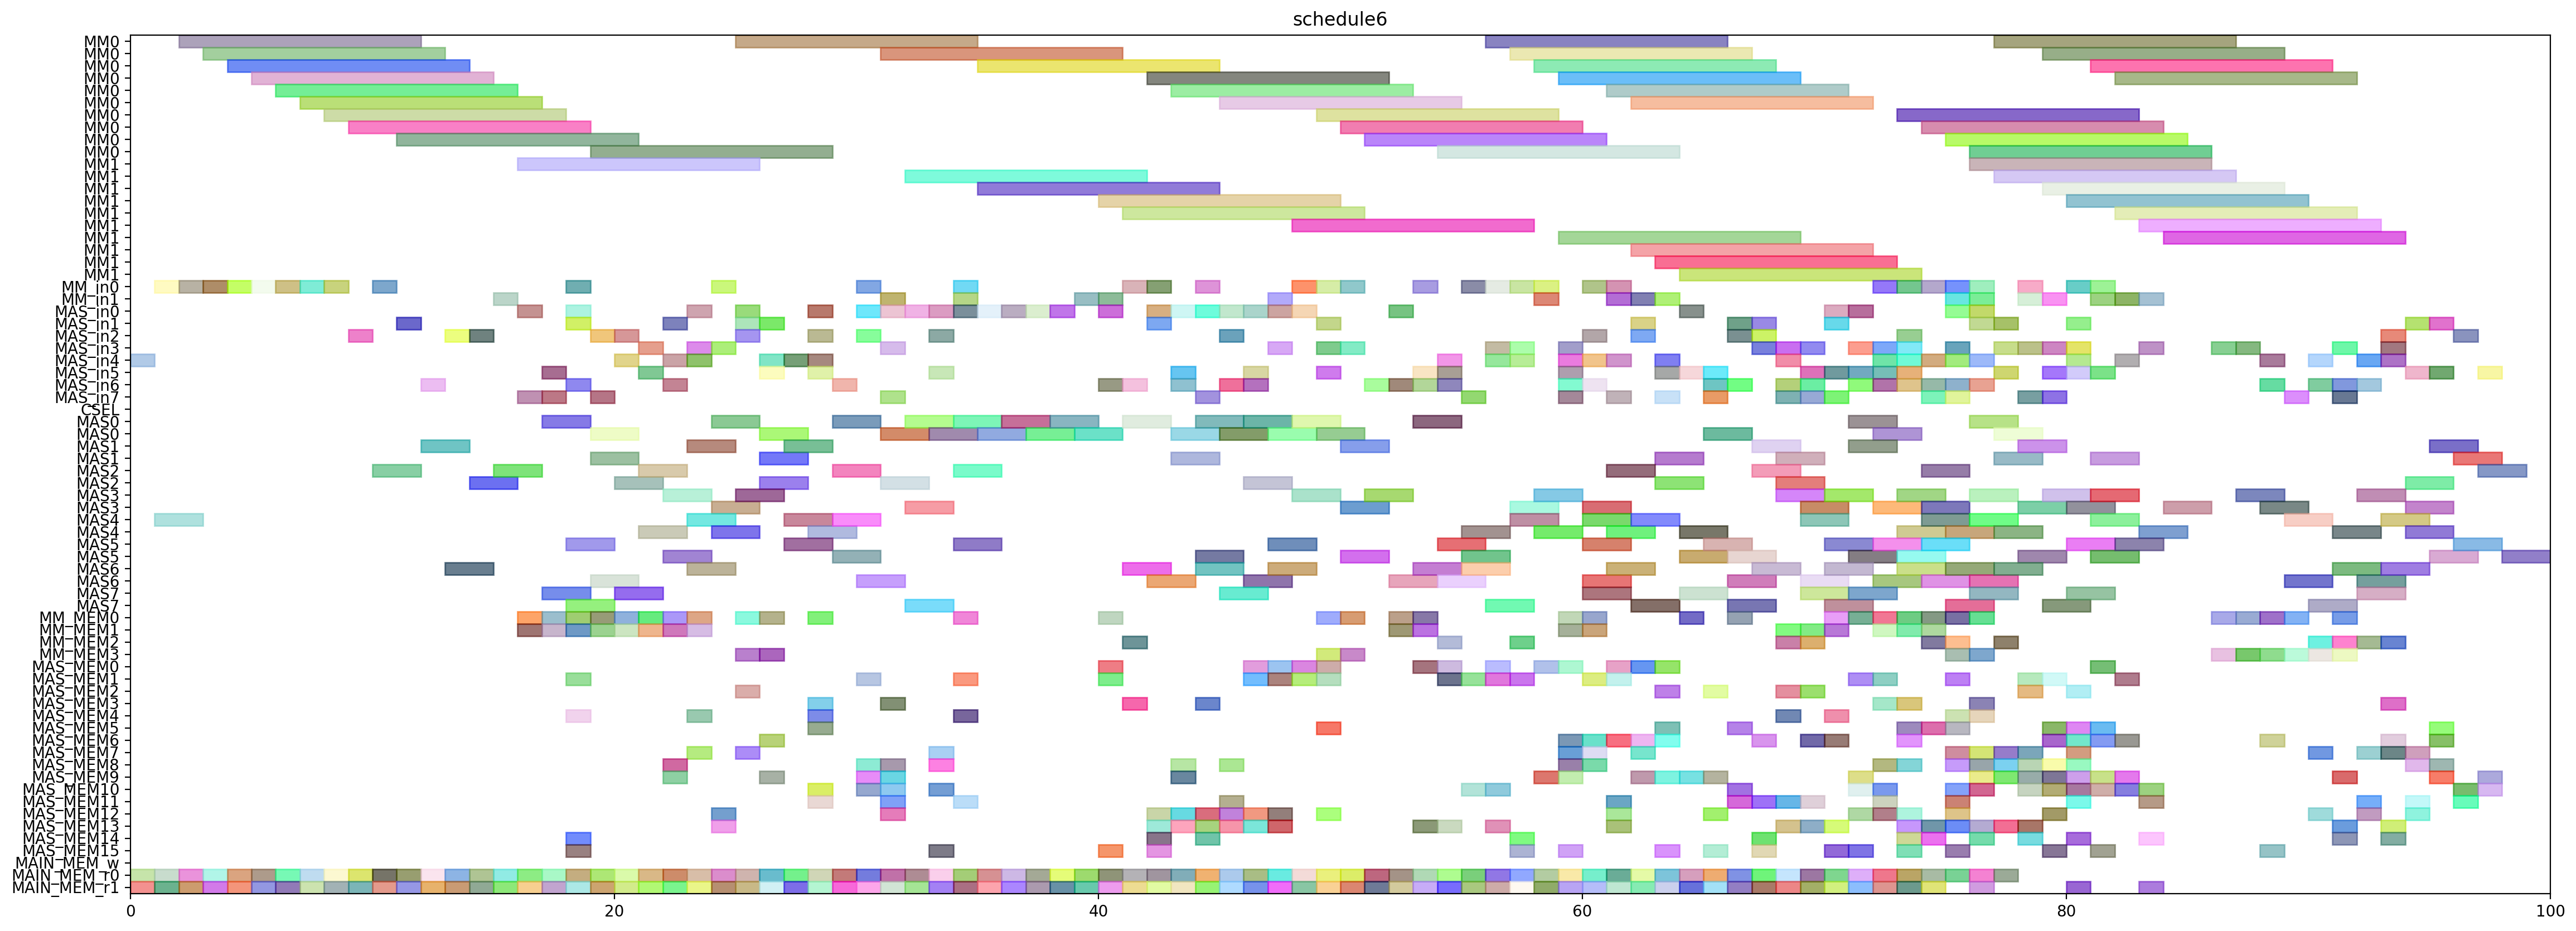 schedule6
MM0
MM0
MM0
MM0
MM0
MM0
MM0
MM0
MM0
MM0
MM1
MM1
MM1
MM1
MM1
MM1
MM1
MM1
MM1
MM1
MM_in0
MM_in1
MAS_in0
MAS_in1
MAS_in2
MAS_in3
MAS_in4
MAS_in5
MAS_in6
MAS_in7
CSEL
MAS0
MAS0
MAS1
MAS1
MAS2
MAS2
MAS3
MAS3
MAS4
MAS4
MAS5
MAS5
MAS6
MAS6
MAS7
MAS7
MM_MEM0
MM_MEM1
MM_MEM2
MM_MEM3
MAS_MEM0
MAS_MEM1
MAS_MEM2
MAS_MEM3
MAS_MEM4
MAS_MEM5
MAS_MEM6
MAS_MEM7
MAS_MEM8
MAS_MEM9
MAS_MEM10
MAS_MEM11
MAS_MEM12
MAS_MEM13
MAS_MEM14
MAS_MEM15
MAIN_MEM_w
MAIN_MEM_r0
MAIN_MEM_r1
0 20 40 60 80 100